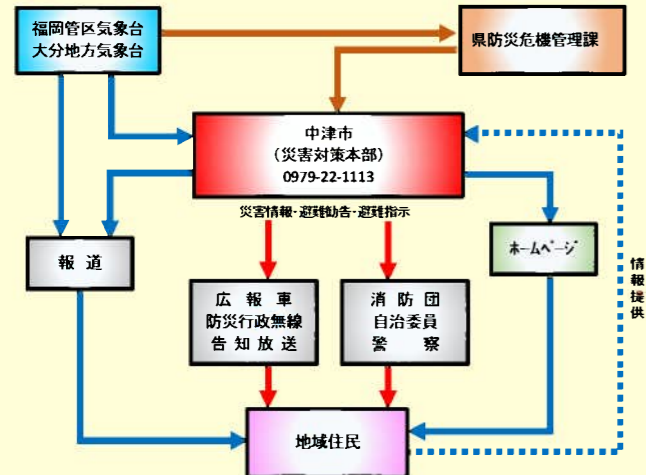 福岡管区気象台
大分地方気象台
県防災危機管理課
中津市
（災害対策本部）
0979-22-1113
災害情報・避難勧告・避難指示
報道
ホームページ
広報車
防災行政無線
告知放送
消防団
自治委員
警察
情報提供
地域住民